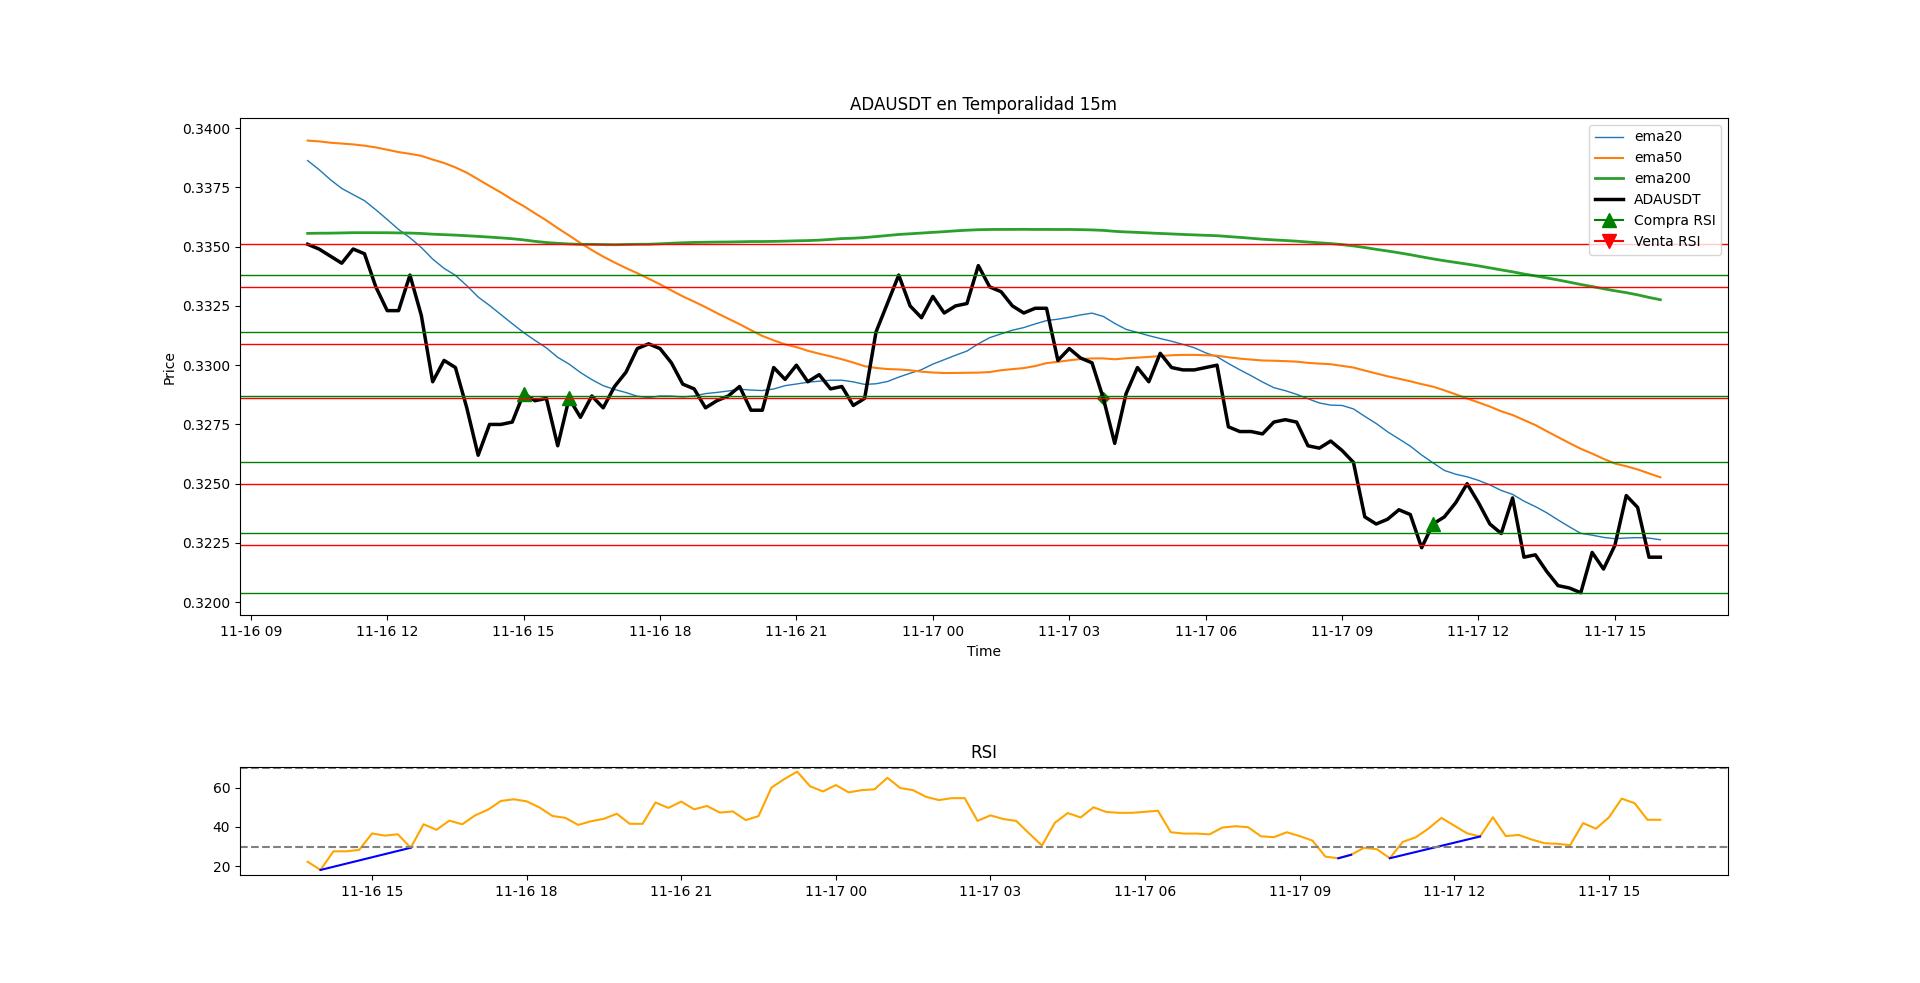 ADAUSDT en Temporalidad 15m
0.3400
0.3375
0.3350
0.3325
0.3300
0.3275
0.3250
0.3225
0.3200
Price
ema20
ema50
ema200
ADAUSDT
Compra RSI
Venta RSI
11-16 09 11-16 12 11-16 15 11-16 18 11-16 21 11-17 00 11-17 03 11-17 06 11-17 09 11-17 12 11-17 15
Time
RSI
60
40
20
11-16 15 11-16 18 11-16 21 11-17 00 11-17 03 11-17 06 11-17 09 11-17 12 11-17 15